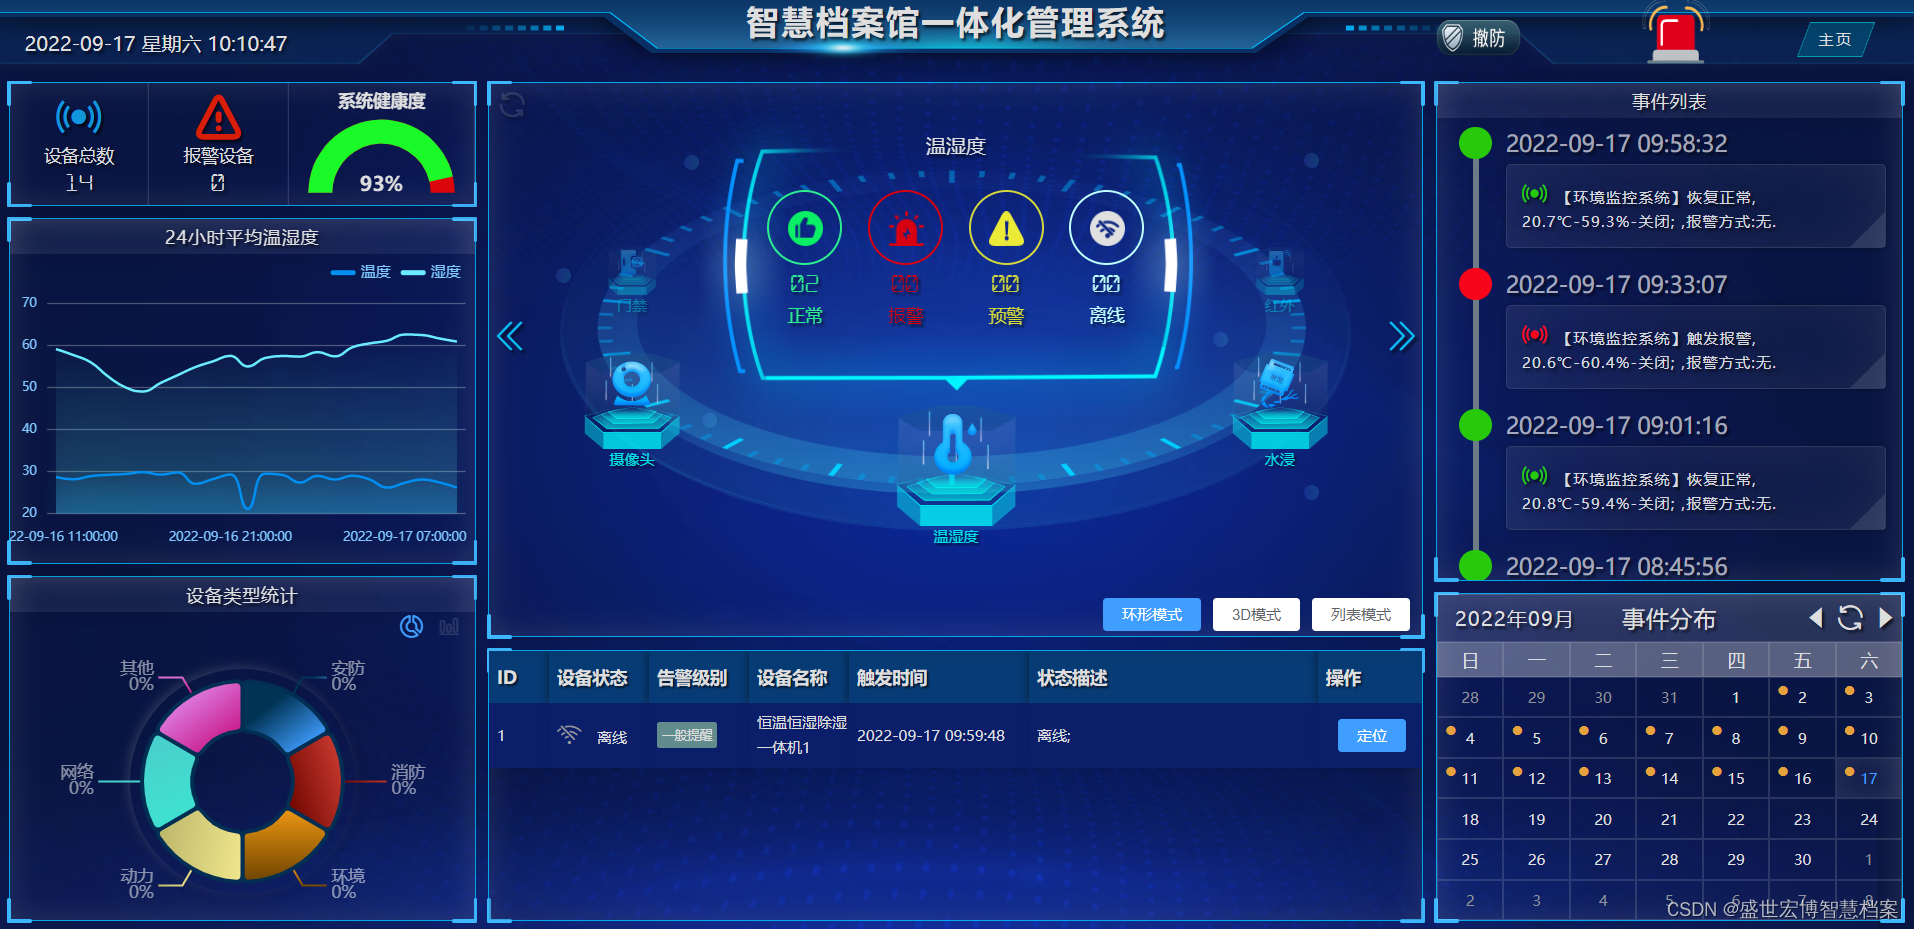 智慧档案馆一体化管理系统
2022-09-17 星期六 10:10:47
撤防
主页
设备总数
14
报警设备
0
系统健康度
93%
24小时平均温湿度
温度 湿度
70
60
50
40
30
20
22-09-16 11:00:00 2022-09-16 21:00:00 2022-09-17 07:00:00
设备类型统计
其他
0%
安防
0%
网络
0%
消防
0%
动力
0%
环境
0%
温湿度
02 00 00 00
正常 报警 预警 离线
门禁
红外
摄像头
水浸
温湿度
环形模式 3D模式 列表模式
ID 设备状态 告警级别 设备名称 触发时间 状态描述 操作
1 离线 一般提醒 恒温恒湿除湿一体机1 2022-09-17 09:59:48 离线; 定位
事件列表
2022-09-17 09:58:32
【环境监控系统】恢复正常,
20.7℃-59.3%-关闭; ,报警方式:无.
2022-09-17 09:33:07
【环境监控系统】触发报警,
20.6℃-60.4%-关闭; ,报警方式:无.
2022-09-17 09:01:16
【环境监控系统】恢复正常,
20.8℃-59.4%-关闭; ,报警方式:无.
2022-09-17 08:45:56
2022年09月 事件分布
日 一 二 三 四 五 六
28 29 30 31 1 2 3
4 5 6 7 8 9 10
11 12 13 14 15 16 17
18 19 20 21 22 23 24
25 26 27 28 29 30 1
2 3 4 5 6 7 8
CSDN @盛世宏博智慧档案